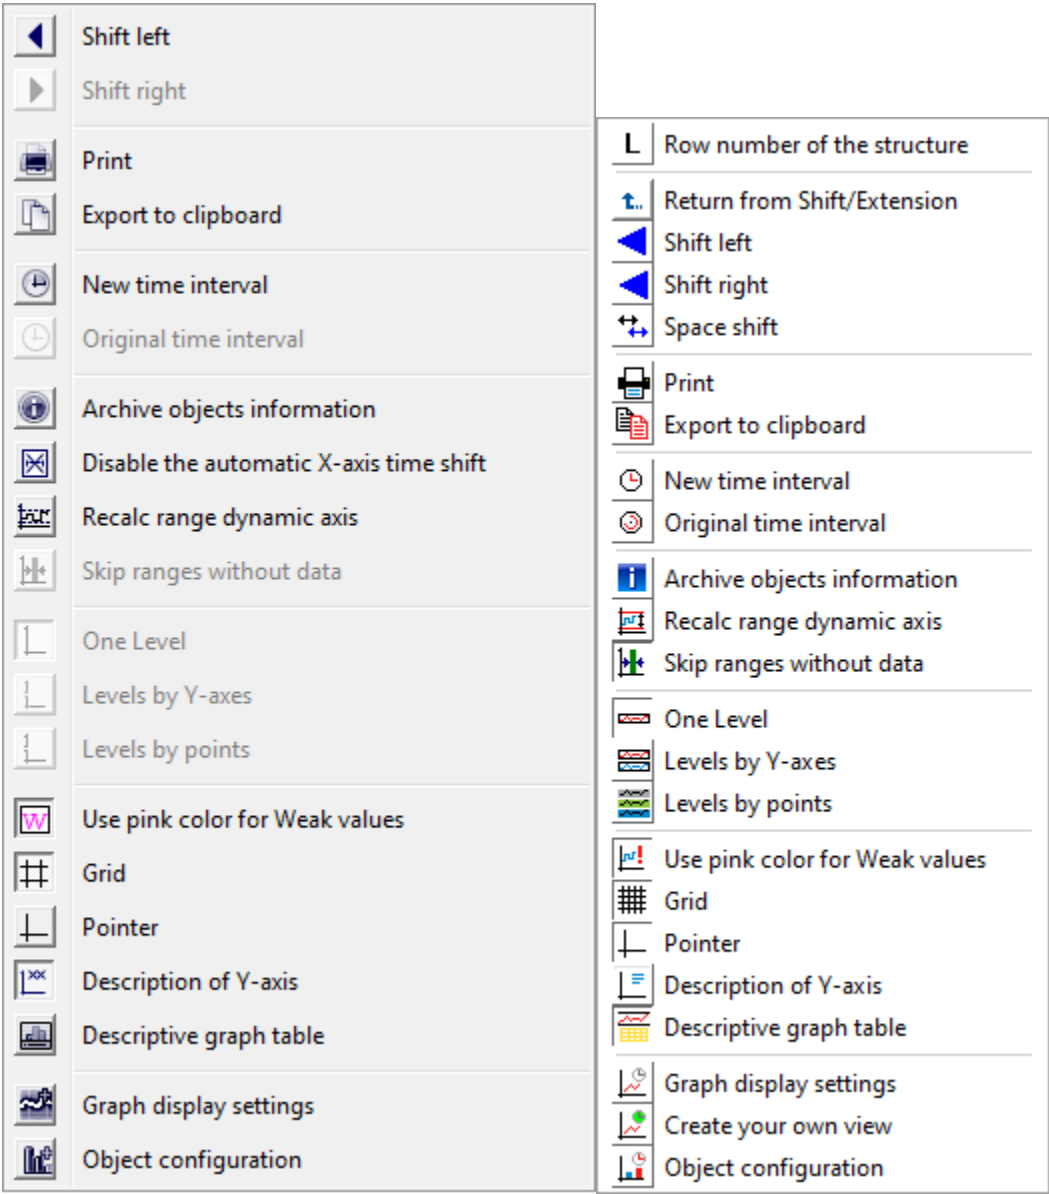 Shift left
Shift right
Print
Export to clipboard
New time interval
Original time interval
Archive objects information
Disable the automatic X-axis time shift
Recalc range dynamic axis
Skip ranges without data
One Level
Levels by Y-axes
Levels by points
Use pink color for Weak values
Grid
Pointer
Description of Y-axis
Descriptive graph table
Graph display settings
Object configuration
L Row number of the structure
Return from Shift/Extension
Shift left
Shift right
Space shift
Print
Export to clipboard
New time interval
Original time interval
Archive objects information
Recalc range dynamic axis
Skip ranges without data
One Level
Levels by Y-axes
Levels by points
Use pink color for Weak values
Grid
Pointer
Description of Y-axis
Descriptive graph table
Graph display settings
Create your own view
Object configuration